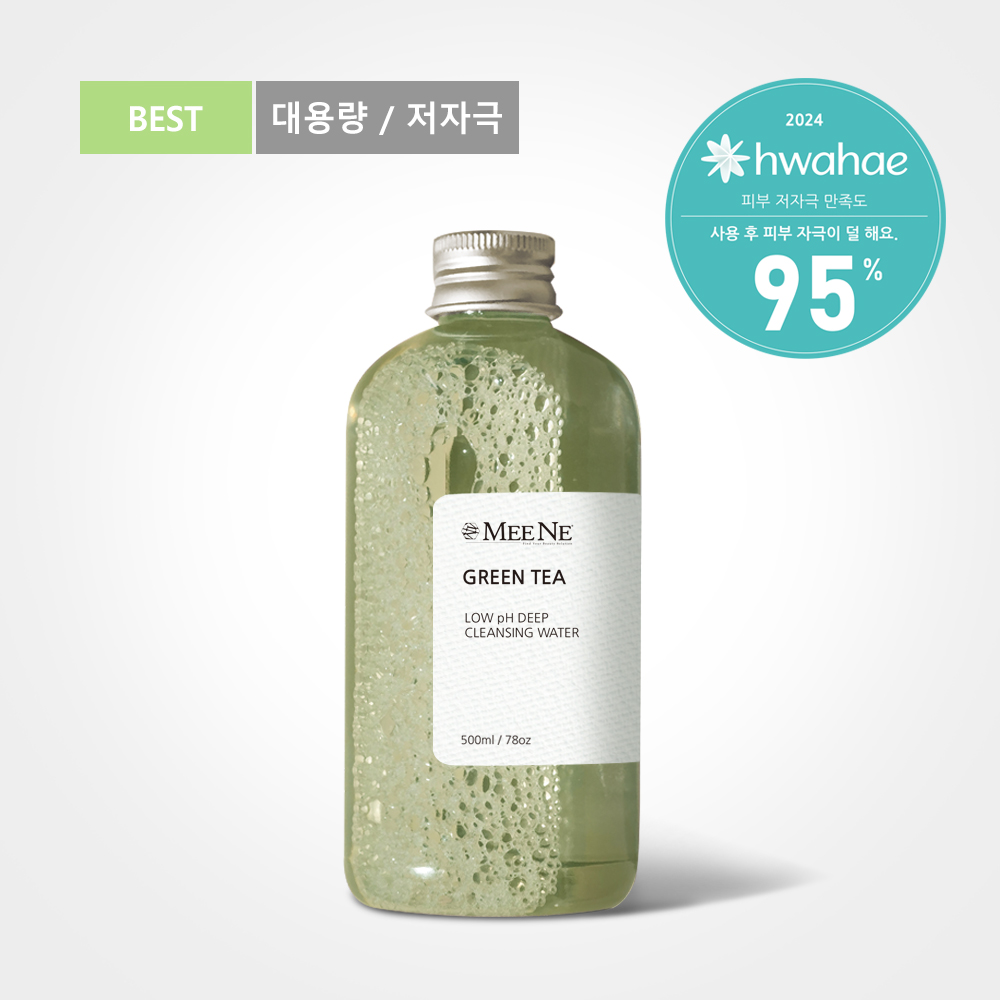 BEST
대용량 / 저자극
2024
hwahae
피부 저자극 만족도
사용 후 피부 자극이 덜 해요.
95%
MEE NE
GREEN TEA
LOW pH DEEP
CLEANSING WATER
500ml / 78oz